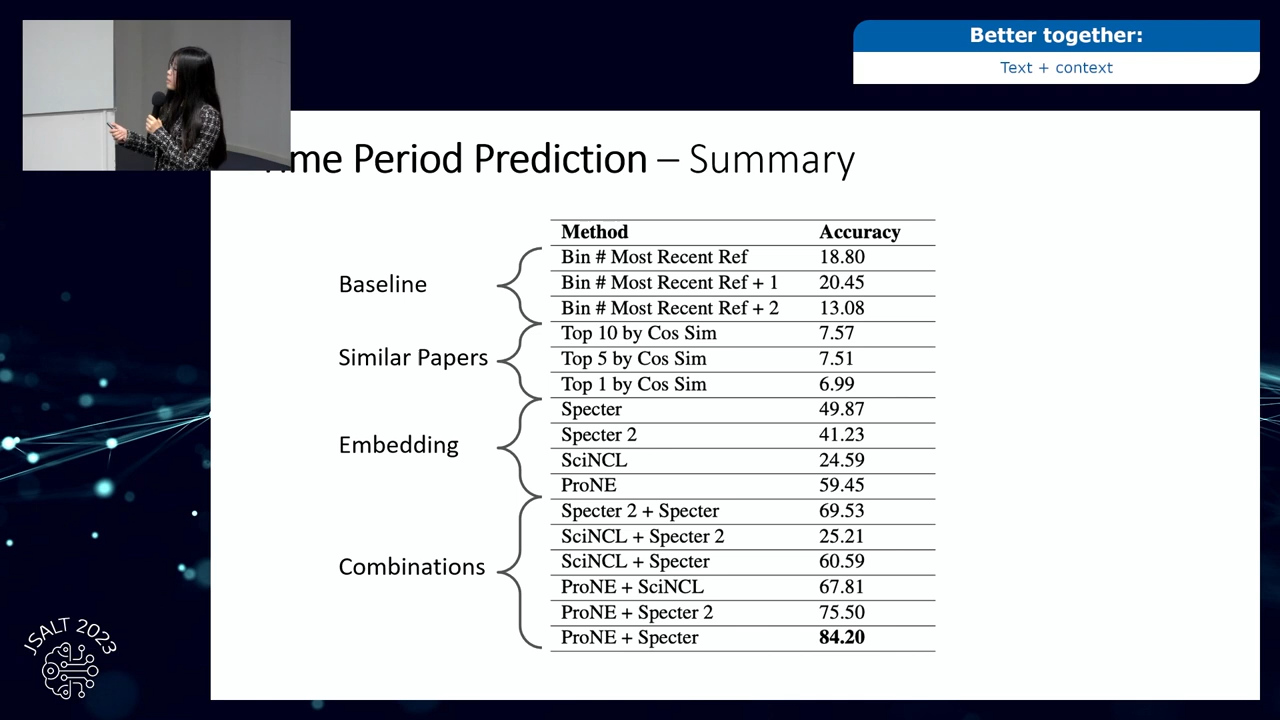 Better together:
Text + context
me Period Prediction – Summary
Method Accuracy
Baseline
Bin # Most Recent Ref 18.80
Bin # Most Recent Ref + 1 20.45
Bin # Most Recent Ref + 2 13.08
Similar Papers
Top 10 by Cos Sim 7.57
Top 5 by Cos Sim 7.51
Top 1 by Cos Sim 6.99
Embedding
Specter 49.87
Specter 2 41.23
SciNCL 24.59
ProNE 59.45
Combinations
Specter 2 + Specter 69.53
SciNCL + Specter 2 25.21
SciNCL + Specter 60.59
ProNE + SciNCL 67.81
ProNE + Specter 2 75.50
ProNE + Specter 84.20
JSALT 2023